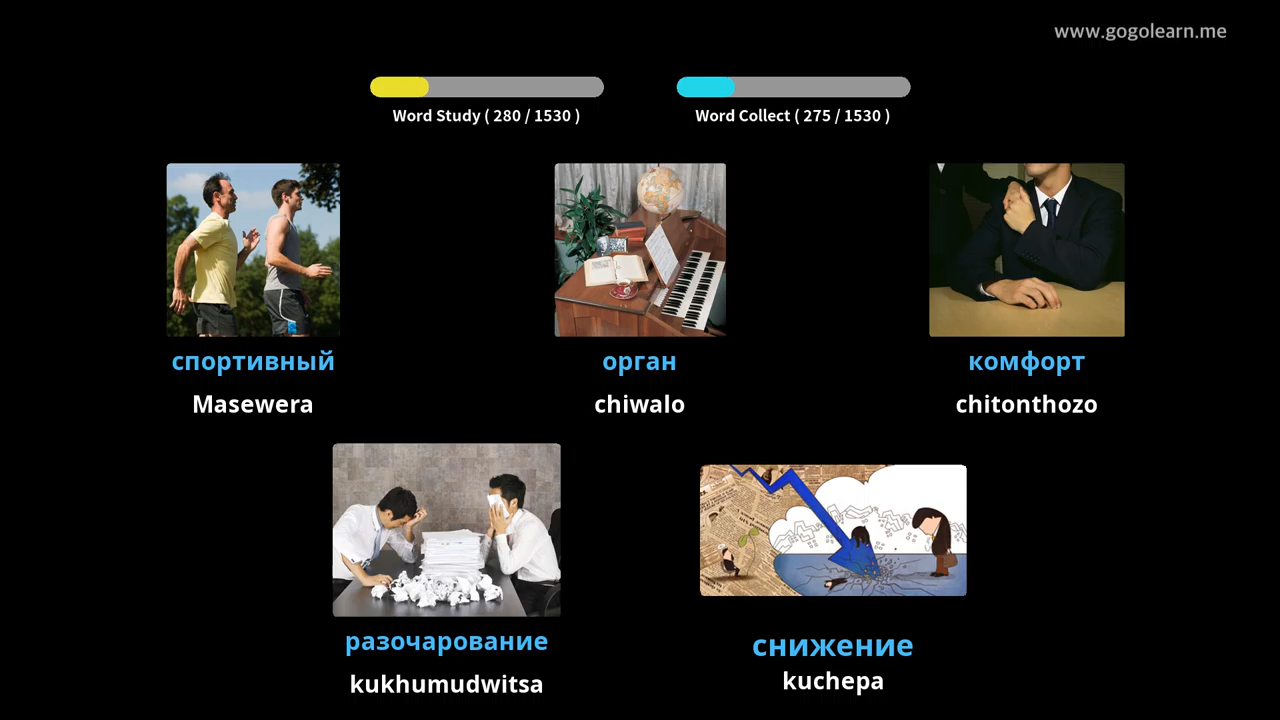 www.gogolearn.me
Word Study ( 280 / 1530 )
Word Collect ( 275 / 1530 )
спортивный
орган
комфорт
Masewera
chiwalo
chitonthozo
разочарование
снижение
kukhumudwitsa
kuchepa